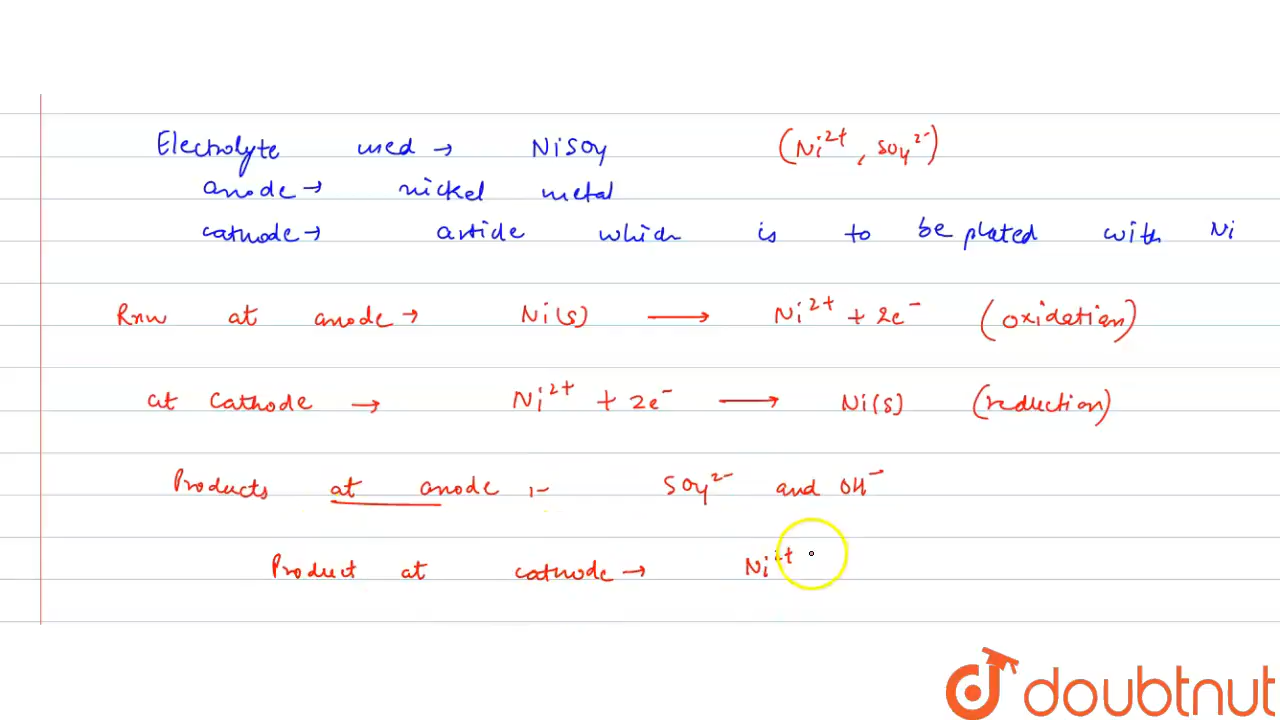 Electrolyte used → NiSO4 (Ni²⁺, SO4²⁻)
anode → nickel metal
cathode → article which is to be plated with Ni
Rnw at anode → Ni(s) ⟶ Ni²⁺ + 2e⁻ (oxidation)
at cathode → Ni²⁺ + 2e⁻ ⟶ Ni(s) (reduction)
Products at anode :- SO4²⁻ and OH⁻
Product at cathode → Ni²⁺
doubtnut